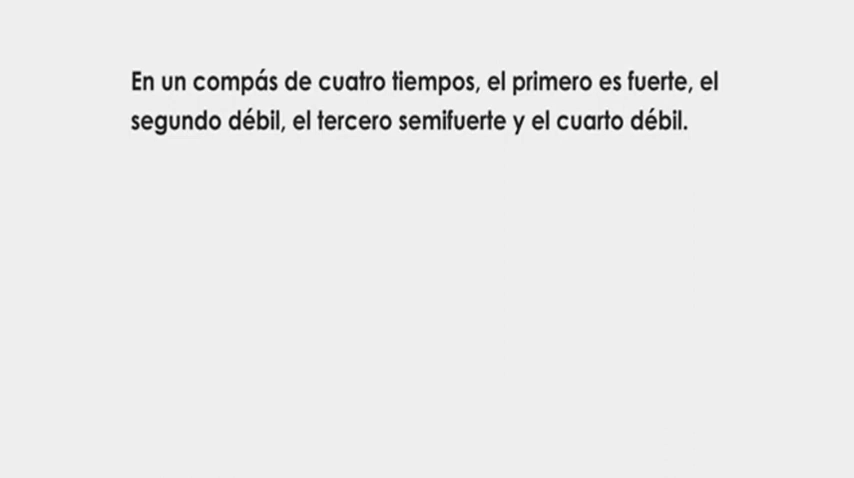 En un compás de cuatro tiempos, el primero es fuerte, el
segundo débil, el tercero semifuerte y el cuarto débil.